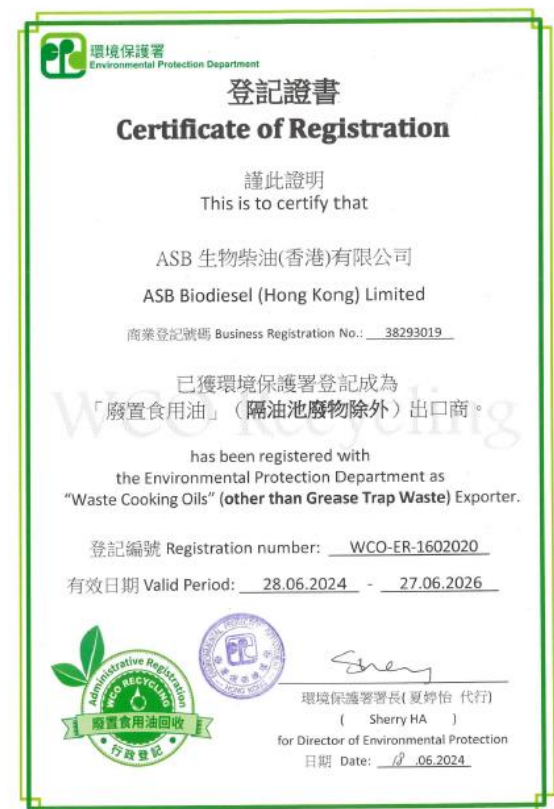 環境保護署
Environmental Protection Department
登記證書
Certificate of Registration
謹此證明
This is to certify that
ASB 生物柴油(香港)有限公司
ASB Biodiesel (Hong Kong) Limited
商業登記號碼 Business Registration No.: 38293019
已獲環境保護署登記成為
「廢置食用油」（隔油池廢物除外）出口商。
WCO Recycling
has been registered with
the Environmental Protection Department as
"Waste Cooking Oils" (other than Grease Trap Waste) Exporter.
登記編號 Registration number: WCO-ER-1602020
有效日期 Valid Period: 28.06.2024 - 27.06.2026
Administrative Registration
WCO RECYCLING
廢置食用油回收
行政登記
HONG KONG
環境保護署署長(夏婷怡 代行)
( Sherry HA )
for Director of Environmental Protection
日期 Date: 18 .06.2024